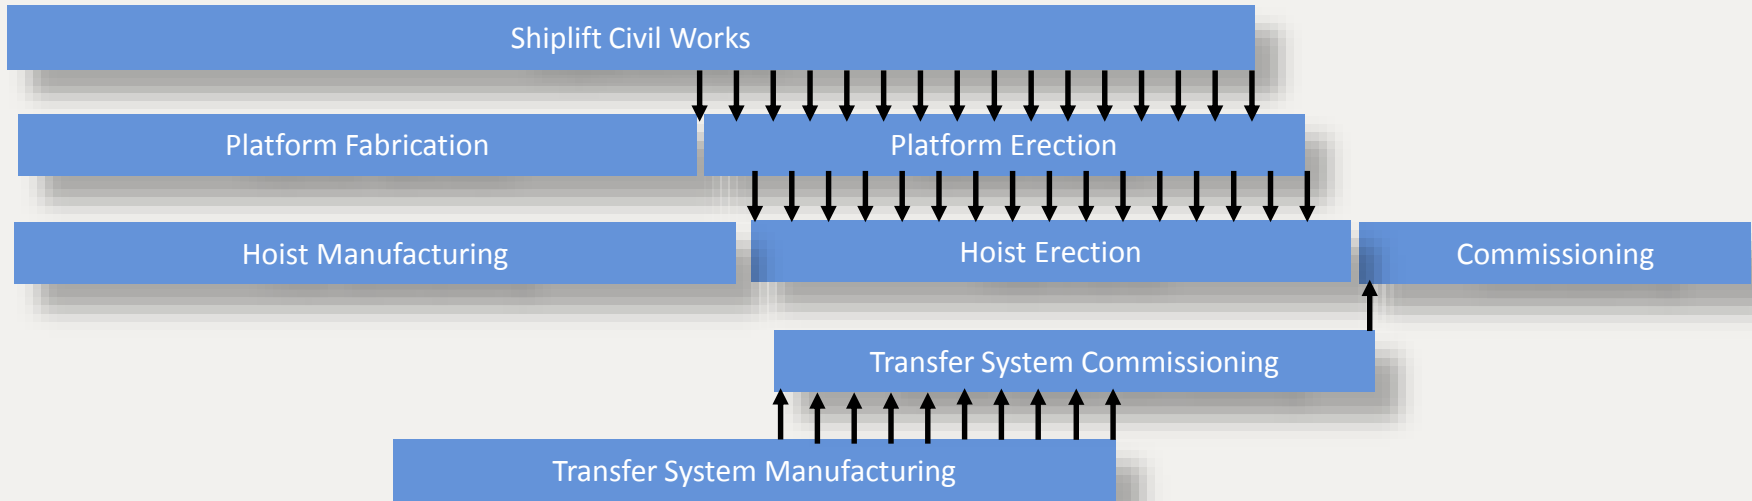 Shiplift Civil Works
Platform Fabrication
Platform Erection
Hoist Manufacturing
Hoist Erection
Commissioning
Transfer System Commissioning
Transfer System Manufacturing